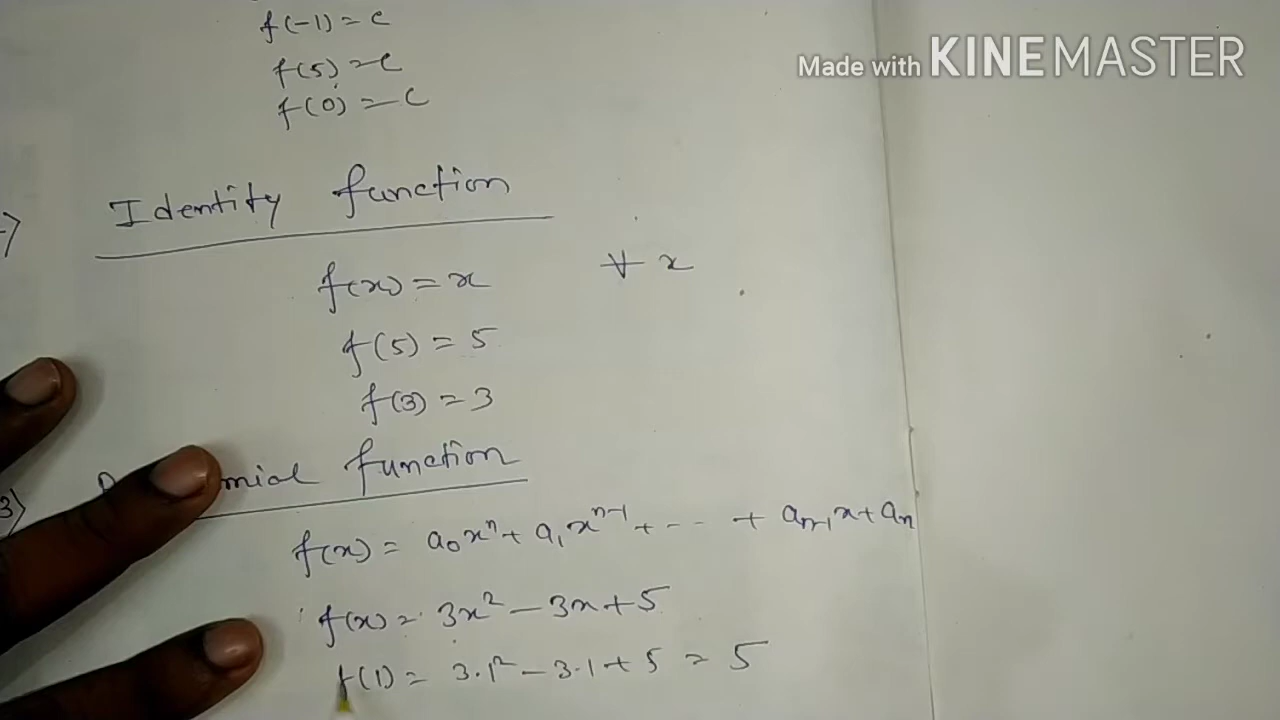 f(-1) = c
Made with KINEMASTER
f(5) = c
f(0) = c
Identity function
f(x) = x ∀ x
f(5) = 5
f(3) = 3
3) function
f(x) = a₀xⁿ + a₁xⁿ⁻¹ + -- + aₙ₋₁x + aₙ
f(x) = 3x² - 3x + 5
f(1) = 3.1² - 3.1 + 5 = 5